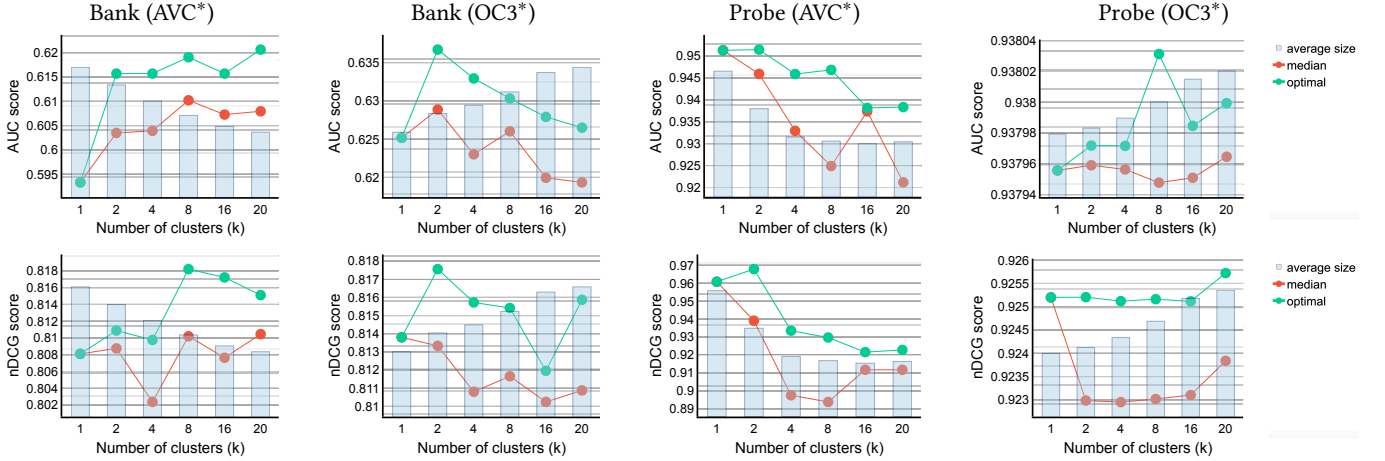 Bank (AVC*)
Bank (OC3*)
Probe (AVC*)
Probe (OC3*)
AUC score
0.62
0.615
0.61
0.605
0.6
0.595
1 2 4 8 16 20
Number of clusters (k)
AUC score
0.635
0.63
0.625
0.62
1 2 4 8 16 20
Number of clusters (k)
AUC score
0.95
0.945
0.94
0.935
0.93
0.925
0.92
1 2 4 8 16 20
Number of clusters (k)
AUC score
0.93804
0.93802
0.938
0.93798
0.93796
0.93794
1 2 4 8 16 20
Number of clusters (k)
average size
median
optimal
nDCG score
0.818
0.816
0.814
0.812
0.81
0.808
0.806
0.804
0.802
1 2 4 8 16 20
Number of clusters (k)
nDCG score
0.818
0.817
0.816
0.815
0.814
0.813
0.812
0.811
0.81
1 2 4 8 16 20
Number of clusters (k)
nDCG score
0.97
0.96
0.95
0.94
0.93
0.92
0.91
0.9
0.89
1 2 4 8 16 20
Number of clusters (k)
nDCG score
0.926
0.9255
0.925
0.9245
0.924
0.9235
0.923
1 2 4 8 16 20
Number of clusters (k)
average size
median
optimal